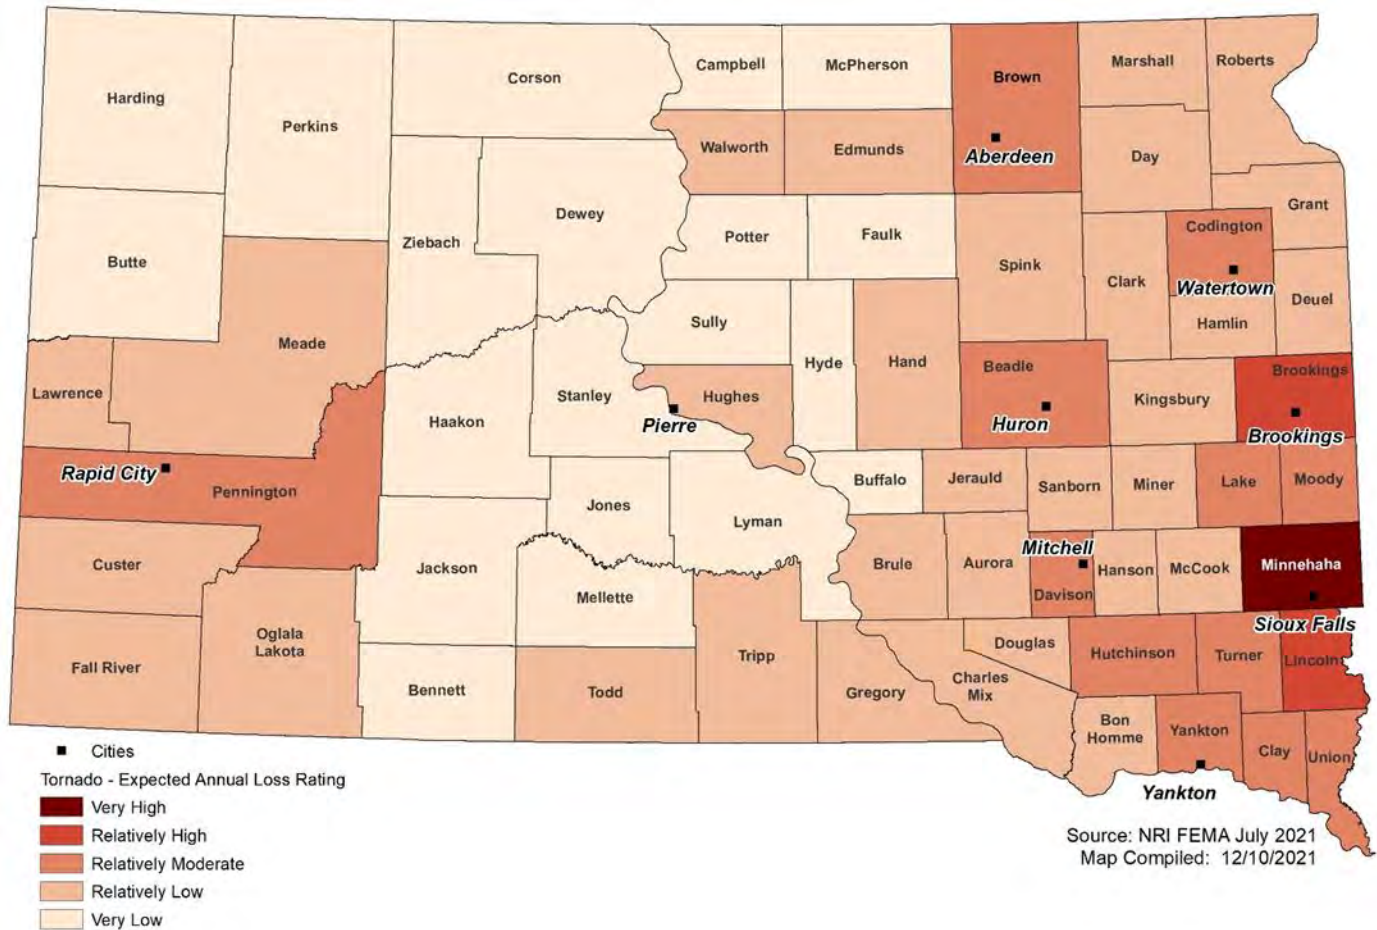 Harding
Perkins
Corson
Campbell
McPherson
Brown
Marshall
Roberts
Walworth
Edmunds
Aberdeen
Day
Butte
Ziebach
Dewey
Potter
Faulk
Spink
Clark
Codington
Grant
Watertown
Hamlin
Deuel
Meade
Sully
Hyde
Hand
Lawrence
Haakon
Stanley
Hughes
Pierre
Beadle
Huron
Kingsbury
Brookings
Brookings
Rapid City
Pennington
Jones
Lyman
Buffalo
Jerauld
Sanborn
Miner
Lake
Moody
Custer
Jackson
Mellette
Brule
Aurora
Mitchell
Davison
Hanson
McCook
Minnehaha
Sioux Falls
Fall River
Oglala
Lakota
Bennett
Todd
Tripp
Gregory
Charles
Mix
Douglas
Hutchinson
Turner
Lincoln
Bon
Homme
Yankton
Clay
Union
Yankton
Cities
Tornado - Expected Annual Loss Rating
Very High
Relatively High
Relatively Moderate
Relatively Low
Very Low
Source: NRI FEMA July 2021
Map Compiled: 12/10/2021